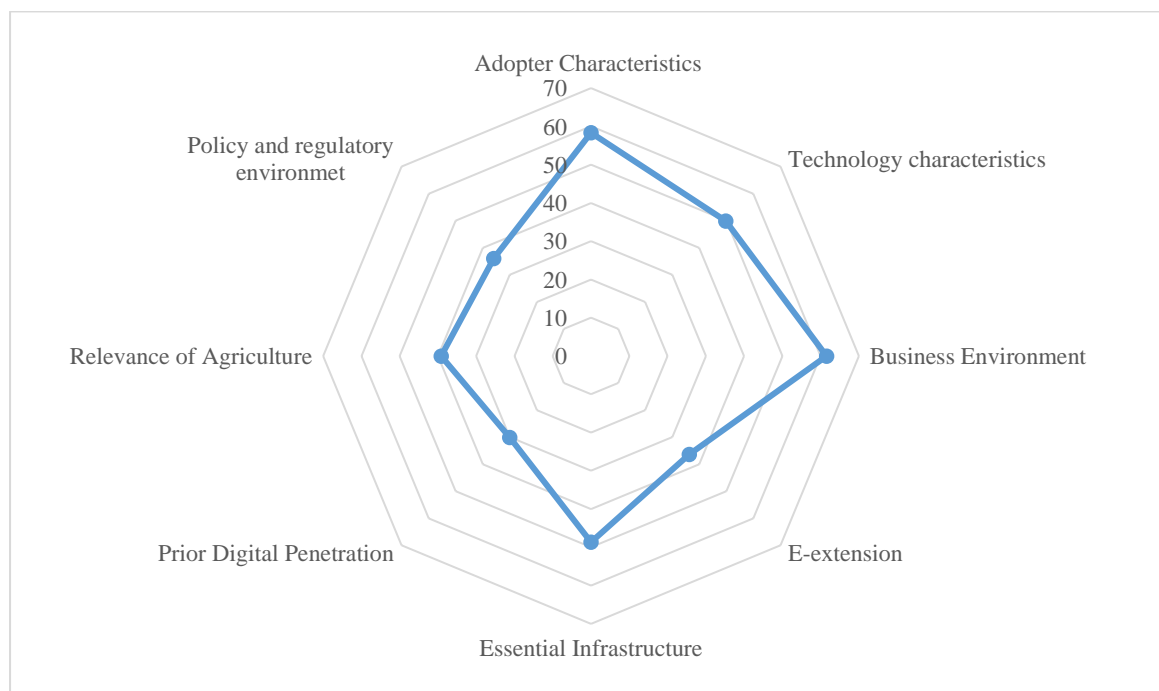 Adopter Characteristics
70
60
50
40
30
20
10
0
Technology characteristics
Business Environment
E-extension
Essential Infrastructure
Prior Digital Penetration
Relevance of Agriculture
Policy and regulatory
environmet